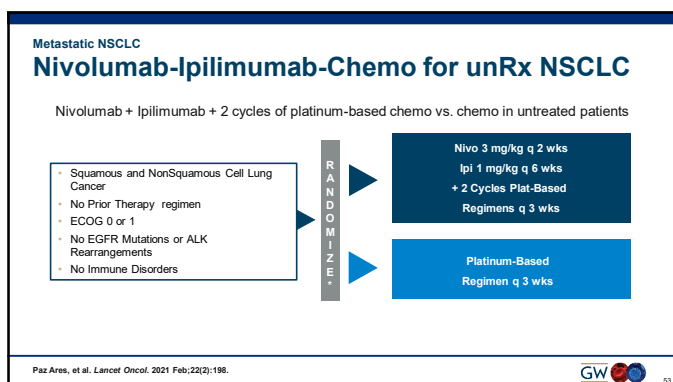 Metastatic NSCLC
Nivolumab-Ipilimumab-Chemo for unRx NSCLC
Nivolumab + Ipilimumab + 2 cycles of platinum-based chemo vs. chemo in untreated patients
• Squamous and NonSquamous Cell Lung
Cancer
• No Prior Therapy regimen
• ECOG 0 or 1
• No EGFR Mutations or ALK
Rearrangements
• No Immune Disorders
R
A
N
D
O
M
I
Z
E
*
Nivo 3 mg/kg q 2 wks
Ipi 1 mg/kg q 6 wks
+ 2 Cycles Plat-Based
Regimens q 3 wks
Platinum-Based
Regimen q 3 wks
Paz Ares, et al. Lancet Oncol. 2021 Feb;22(2):198.
GW
53